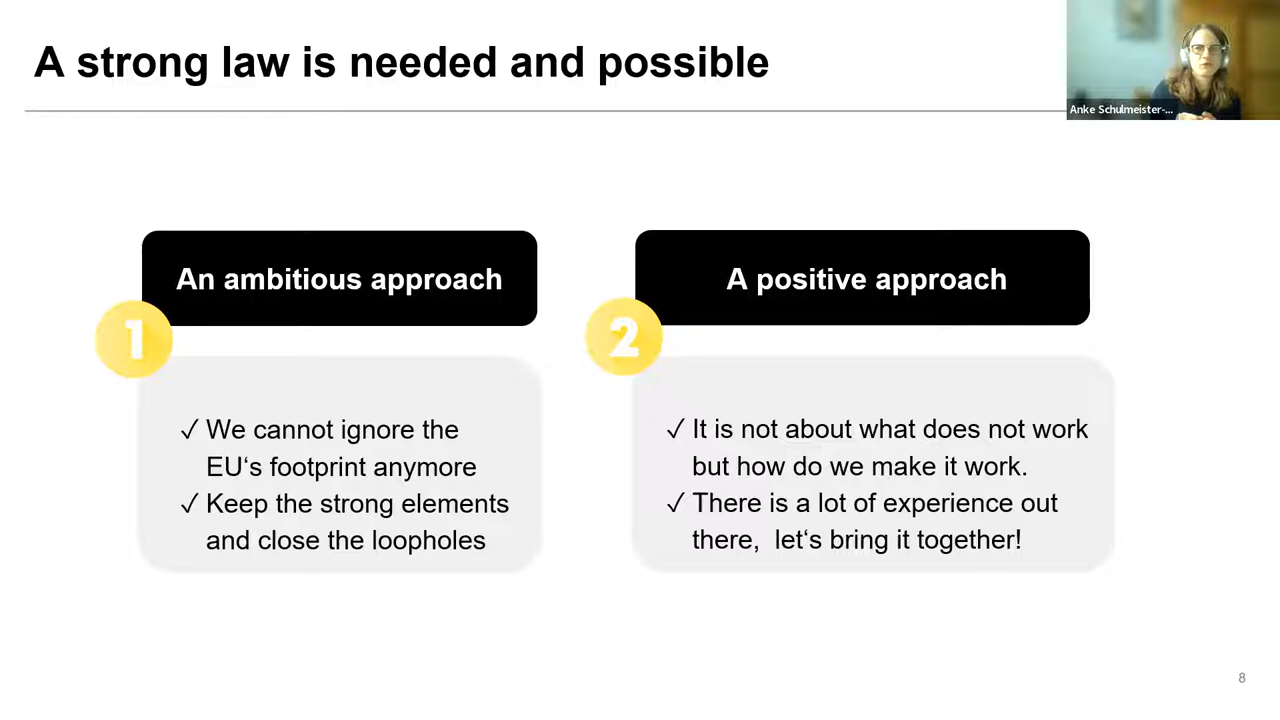 A strong law is needed and possible
Anke Schulmeister-...
An ambitious approach
1
✓ We cannot ignore the
EU‘s footprint anymore
✓ Keep the strong elements
and close the loopholes
A positive approach
2
✓ It is not about what does not work
but how do we make it work.
✓ There is a lot of experience out
there,  let‘s bring it together!
8